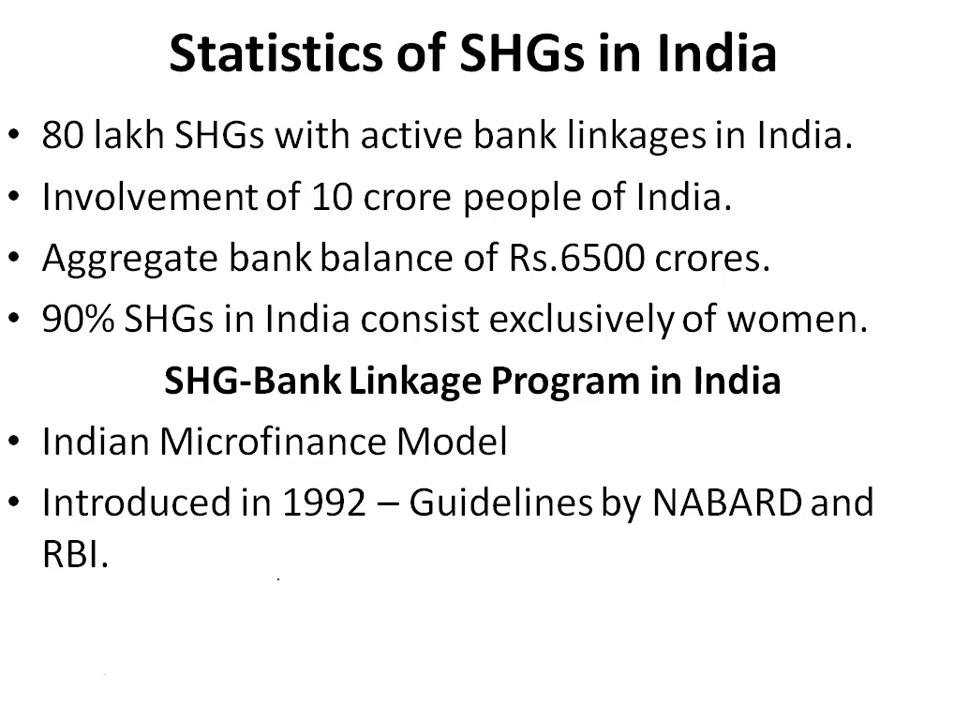 Statistics of SHGs in India
• 80 lakh SHGs with active bank linkages in India.
• Involvement of 10 crore people of India.
• Aggregate bank balance of Rs.6500 crores.
• 90% SHGs in India consist exclusively of women.
SHG-Bank Linkage Program in India
• Indian Microfinance Model
• Introduced in 1992 – Guidelines by NABARD and
RBI.